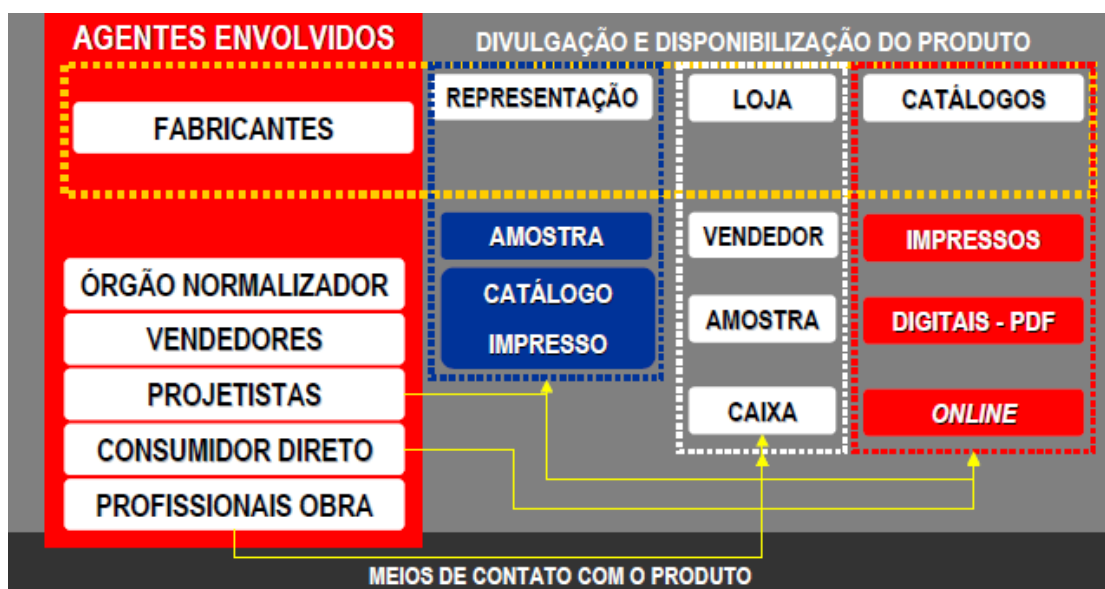 AGENTES ENVOLVIDOS
DIVULGAÇÃO E DISPONIBILIZAÇÃO DO PRODUTO
FABRICANTES
REPRESENTAÇÃO
LOJA
CATÁLOGOS
ÓRGÃO NORMALIZADOR
VENDEDORES
PROJETISTAS
CONSUMIDOR DIRETO
PROFISSIONAIS OBRA
AMOSTRA
CATÁLOGO
IMPRESSO
VENDEDOR
AMOSTRA
CAIXA
IMPRESSOS
DIGITAIS - PDF
ONLINE
MEIOS DE CONTATO COM O PRODUTO